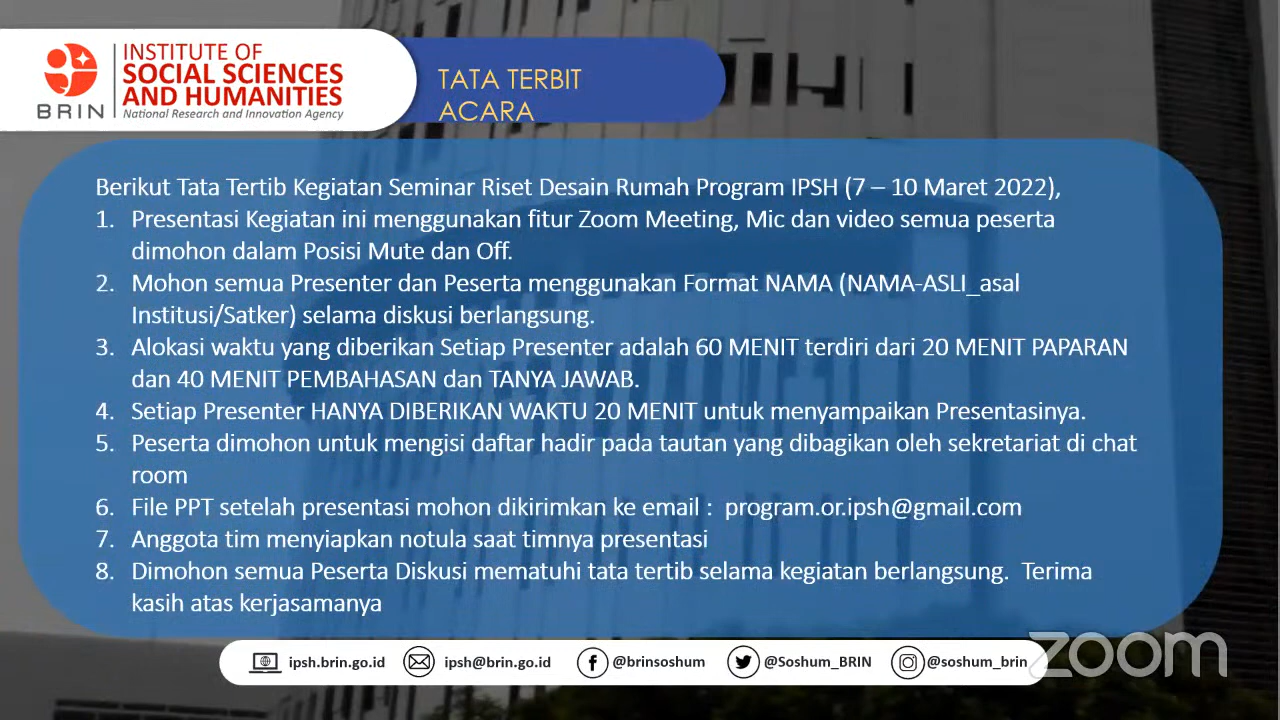 BRIN
INSTITUTE OF
SOCIAL SCIENCES
AND HUMANITIES
National Research and Innovation Agency
TATA TERBIT
ACARA
Berikut Tata Tertib Kegiatan Seminar Riset Desain Rumah Program IPSH (7 – 10 Maret 2022),
1. Presentasi Kegiatan ini menggunakan fitur Zoom Meeting, Mic dan video semua peserta
dimohon dalam Posisi Mute dan Off.
2. Mohon semua Presenter dan Peserta menggunakan Format NAMA (NAMA-ASLI_asal
Institusi/Satker) selama diskusi berlangsung.
3. Alokasi waktu yang diberikan Setiap Presenter adalah 60 MENIT terdiri dari 20 MENIT PAPARAN
dan 40 MENIT PEMBAHASAN dan TANYA JAWAB.
4. Setiap Presenter HANYA DIBERIKAN WAKTU 20 MENIT untuk menyampaikan Presentasinya.
5. Peserta dimohon untuk mengisi daftar hadir pada tautan yang dibagikan oleh sekretariat di chat
room
6. File PPT setelah presentasi mohon dikirimkan ke email : program.or.ipsh@gmail.com
7. Anggota tim menyiapkan notula saat timnya presentasi
8. Dimohon semua Peserta Diskusi mematuhi tata tertib selama kegiatan berlangsung. Terima
kasih atas kerjasamanya
ipsh.brin.go.id ipsh@brin.go.id @brinsoshum @Soshum_BRIN @soshum_brin
zoom